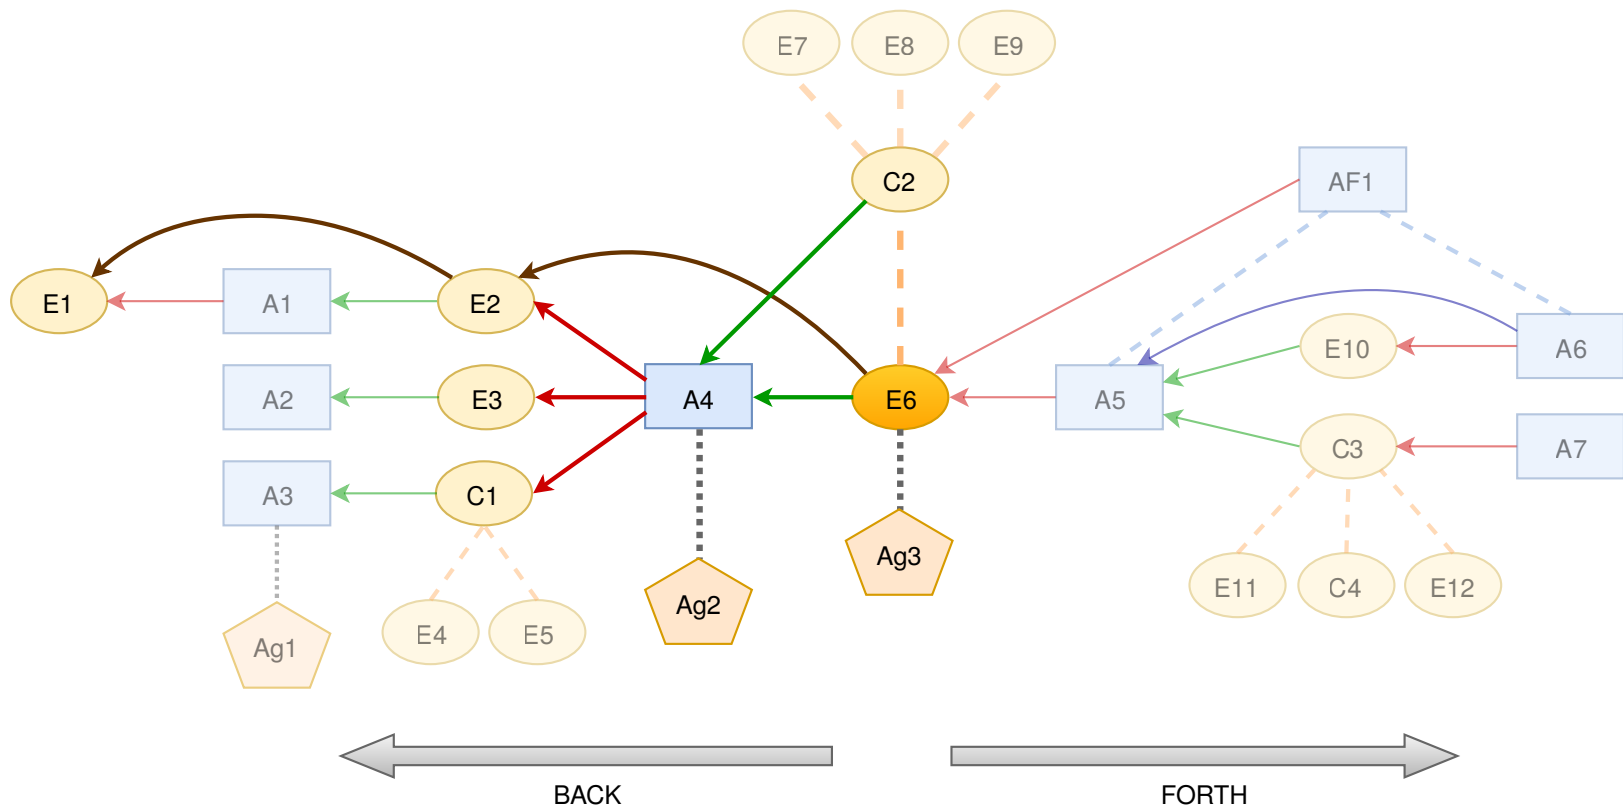 E7 E8 E9
C2 AF1
E1 A1 E2
E10 A6
A2 E3 A4 E6 A5
C3 A7
A3 C1
Ag3
E11 C4 E12
Ag2
E4 E5
Ag1
BACK FORTH